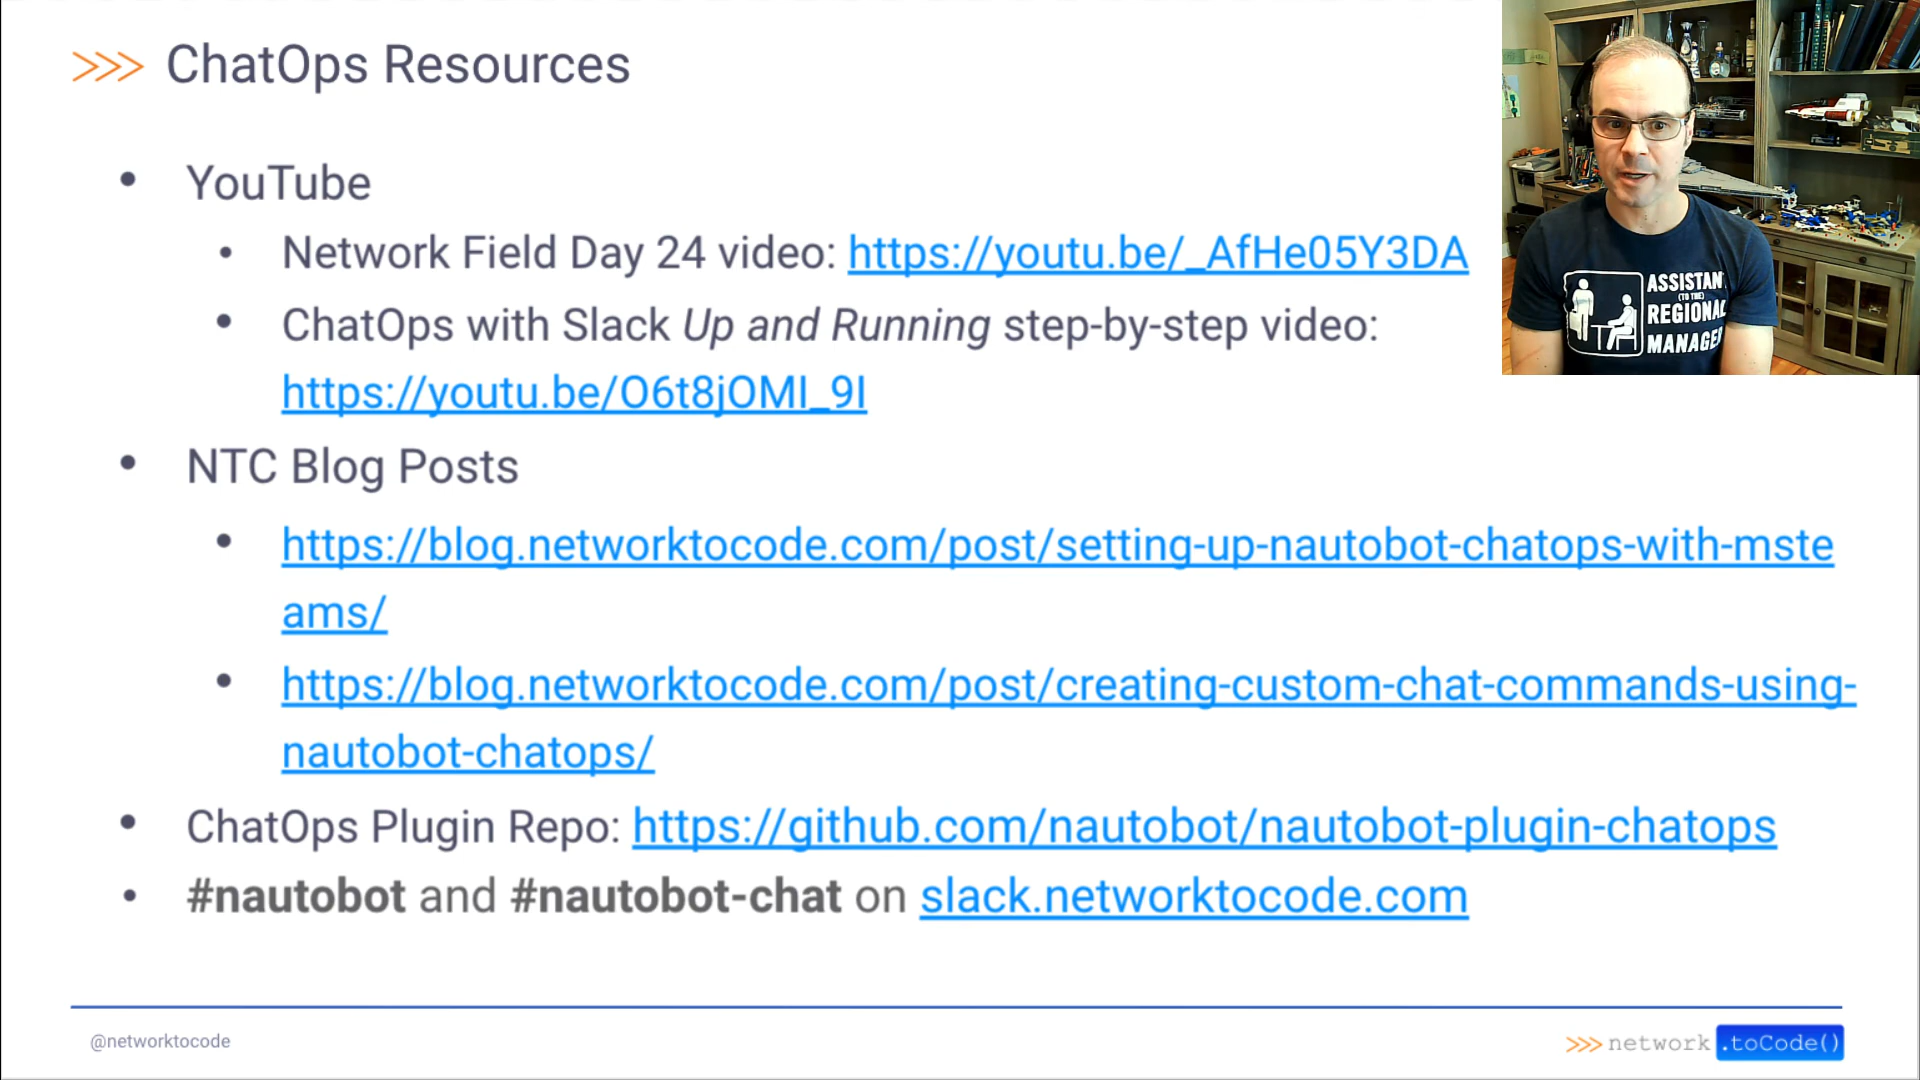 >>> ChatOps Resources
• YouTube
• Network Field Day 24 video: https://youtu.be/_AfHe05Y3DA
• ChatOps with Slack Up and Running step-by-step video:
https://youtu.be/O6t8jOMI_9I
• NTC Blog Posts
• https://blog.networktocode.com/post/setting-up-nautobot-chatops-with-mste
ams/
• https://blog.networktocode.com/post/creating-custom-chat-commands-using-
nautobot-chatops/
• ChatOps Plugin Repo: https://github.com/nautobot/nautobot-plugin-chatops
• #nautobot and #nautobot-chat on slack.networktocode.com
ASSISTAN
(TO THE)
REGIONAL
MANAGER
@networktocode
>>> network .toCode()